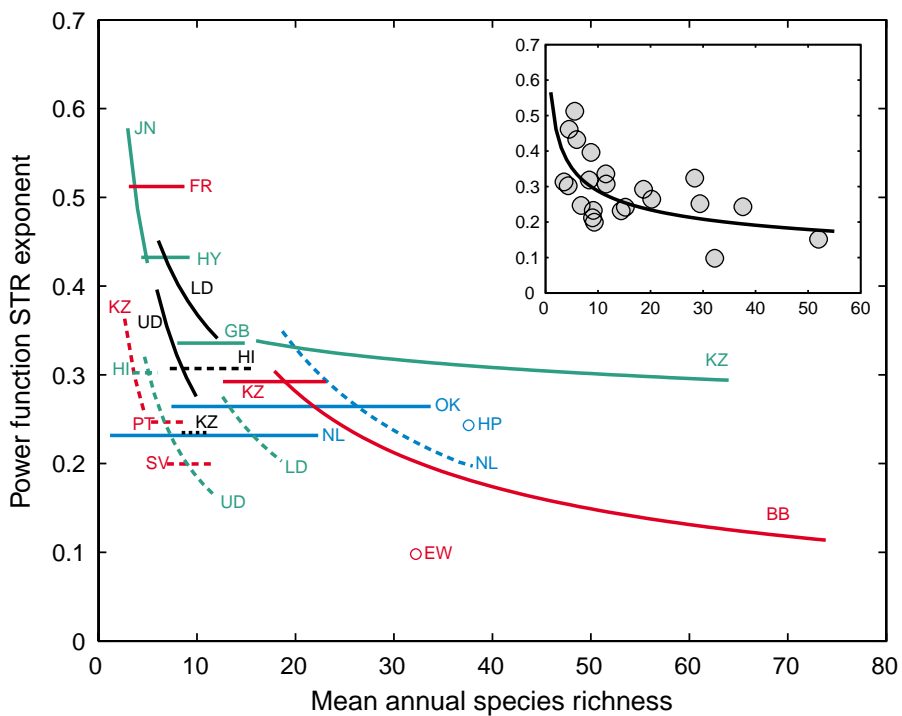 0.7
0.6
0.5
0.4
0.3
0.2
0.1
0
Power function STR exponent
0 10 20 30 40 50 60 70 80
Mean annual species richness
JN
FR
HY
LD
KZ
UD
GB
HI
HI
KZ
KZ
OK
PT
KZ
HP
NL
NL
SV
LD
UD
BB
EW
0.7
0.6
0.5
0.4
0.3
0.2
0.1
0
0 10 20 30 40 50 60